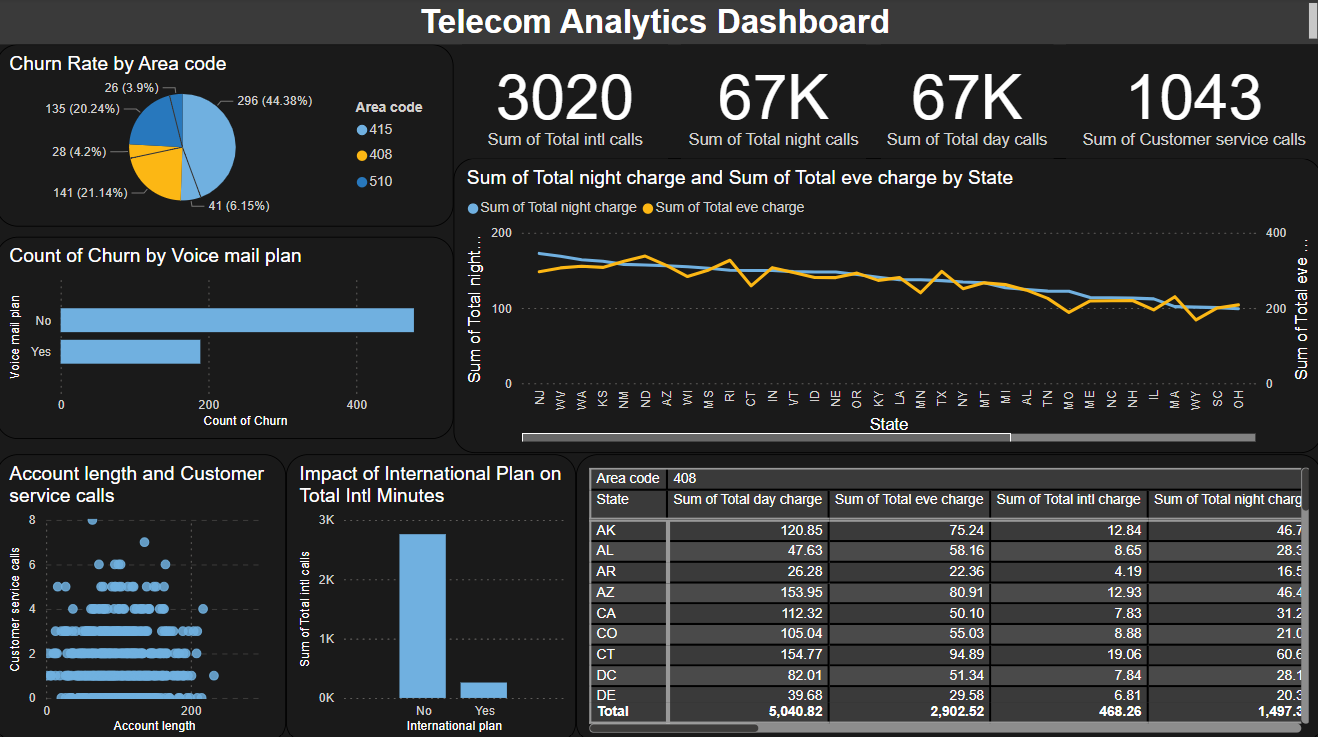 Telecom Analytics Dashboard
Churn Rate by Area code
26 (3.9%)
296 (44.38%)
135 (20.24%)
28 (4.2%)
141 (21.14%)
41 (6.15%)
Area code
415
408
510
3020
Sum of Total intl calls
67K
Sum of Total night calls
67K
Sum of Total day calls
1043
Sum of Customer service calls
Sum of Total night charge and Sum of Total eve charge by State
Sum of Total night charge Sum of Total eve charge
Sum of Total night...
200
100
0
400
200
0
Sum of Total eve ...
NJ WV WA KS NM ND AZ WI MS RI CT IN VT ID NE OR KY LA MN TX NY MT MI AL TN MO ME NC NH IL MA WY SC OH
State
Count of Churn by Voice mail plan
Voice mail plan
No
Yes
0 200 400
Count of Churn
Account length and Customer
service calls
Customer service calls
8
6
4
2
0
0 200
Account length
Impact of International Plan on
Total Intl Minutes
Sum of Total intl calls
3K
2K
1K
0K
No Yes
International plan
Area code 408
State Sum of Total day charge Sum of Total eve charge Sum of Total intl charge Sum of Total night charg
AK 120.85 75.24 12.84 46.7
AL 47.63 58.16 8.65 28.3
AR 26.28 22.36 4.19 16.5
AZ 153.95 80.91 12.93 46.4
CA 112.32 50.10 7.83 31.2
CO 105.04 55.03 8.88 21.0
CT 154.77 94.89 19.06 60.6
DC 82.01 51.34 7.84 28.1
DE 39.68 29.58 6.81 20.3
Total 5,040.82 2,902.52 468.26 1,497.3